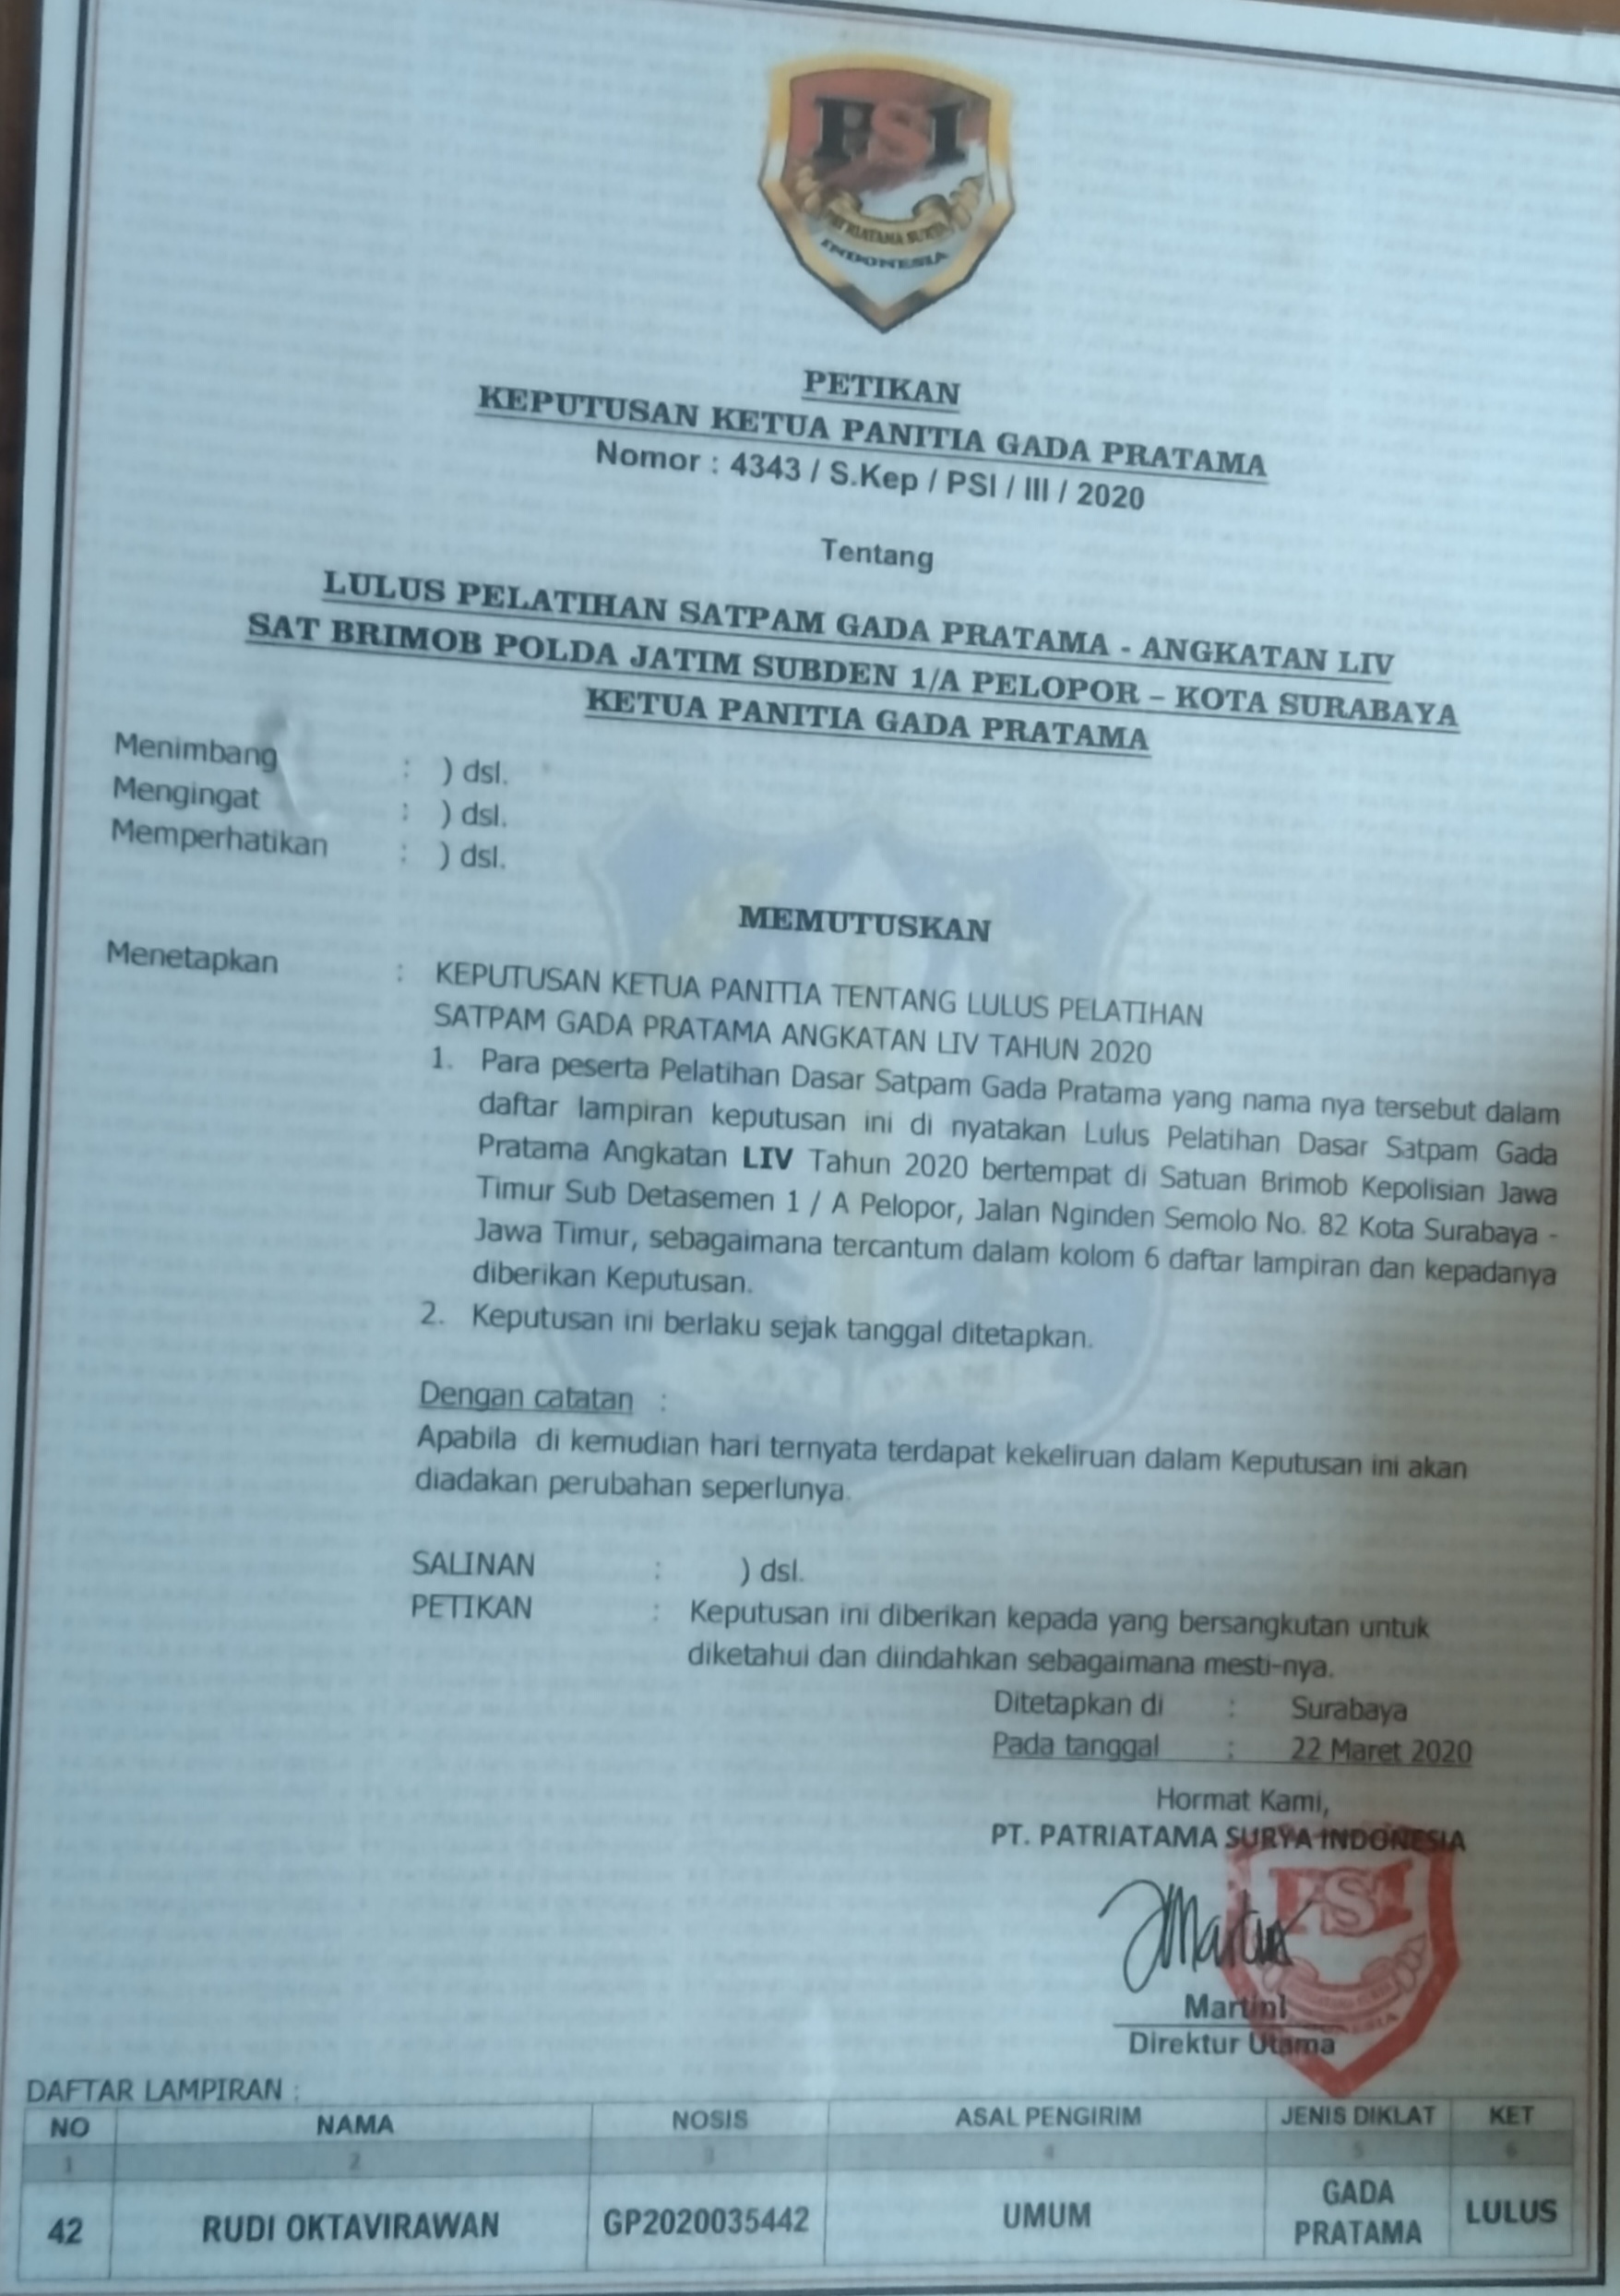 PSI
PATRIATAMA SURYA
INDONESIA
PETIKAN
KEPUTUSAN KETUA PANITIA GADA PRATAMA
Nomor : 4343 / S.Kep / PSI / III / 2020
Tentang
LULUS PELATIHAN SATPAM GADA PRATAMA - ANGKATAN LIV
SAT BRIMOB POLDA JATIM SUBDEN 1/A PELOPOR – KOTA SURABAYA
KETUA PANITIA GADA PRATAMA
Menimbang : ) dsl.
Mengingat : ) dsl.
Memperhatikan : ) dsl.
MEMUTUSKAN
Menetapkan : KEPUTUSAN KETUA PANITIA TENTANG LULUS PELATIHAN
SATPAM GADA PRATAMA ANGKATAN LIV TAHUN 2020
1. Para peserta Pelatihan Dasar Satpam Gada Pratama yang nama nya tersebut dalam
daftar lampiran keputusan ini di nyatakan Lulus Pelatihan Dasar Satpam Gada
Pratama Angkatan LIV Tahun 2020 bertempat di Satuan Brimob Kepolisian Jawa
Timur Sub Detasemen 1 / A Pelopor, Jalan Nginden Semolo No. 82 Kota Surabaya -
Jawa Timur, sebagaimana tercantum dalam kolom 6 daftar lampiran dan kepadanya
diberikan Keputusan.
2. Keputusan ini berlaku sejak tanggal ditetapkan.
Dengan catatan :
Apabila di kemudian hari ternyata terdapat kekeliruan dalam Keputusan ini akan
diadakan perubahan seperlunya.
SALINAN : ) dsl.
PETIKAN : Keputusan ini diberikan kepada yang bersangkutan untuk
diketahui dan diindahkan sebagaimana mesti-nya.
Ditetapkan di : Surabaya
Pada tanggal : 22 Maret 2020
Hormat Kami,
PT. PATRIATAMA SURYA INDONESIA
PSI
Martini
Direktur Utama
DAFTAR LAMPIRAN :
NO NAMA NOSIS ASAL PENGIRIM JENIS DIKLAT KET
1 2 3 4 5 6
42 RUDI OKTAVIRAWAN GP2020035442 UMUM GADA PRATAMA LULUS